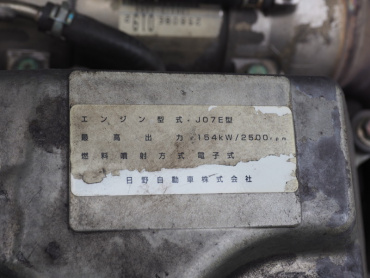 エンジン型式・J07E型
最高出力 154kW/2500rpm
燃料噴射方式 電子式
日野自動車株式会社